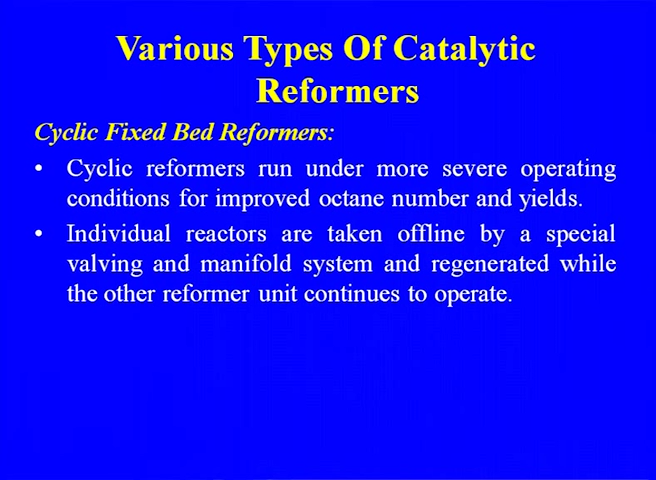 Various Types Of Catalytic
Reformers
Cyclic Fixed Bed Reformers:
• Cyclic reformers run under more severe operating
conditions for improved octane number and yields.
• Individual reactors are taken offline by a special
valving and manifold system and regenerated while
the other reformer unit continues to operate.